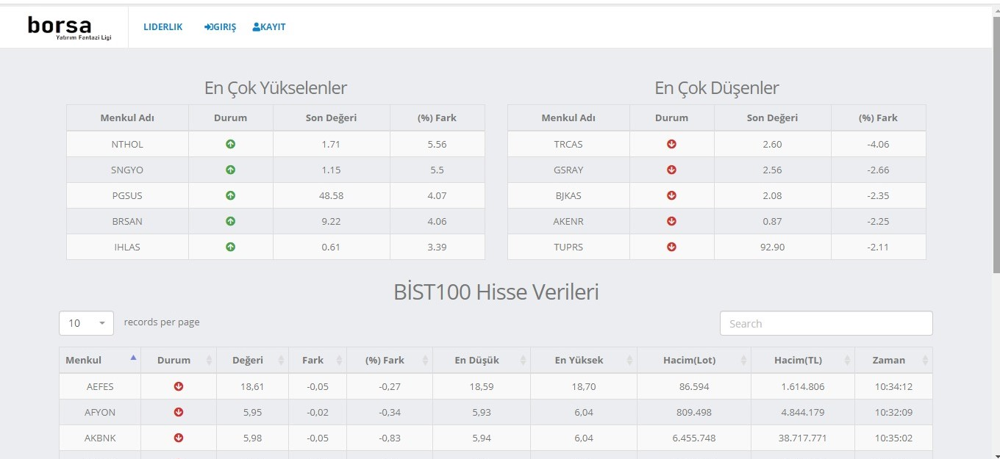 borsa
Yatırım Fantazi Ligi
LIDERLIK GIRIŞ KAYIT
En Çok Yükselenler
Menkul Adı Durum Son Değeri (%) Fark
NTHOL 1.71 5.56
SNGYO 1.15 5.5
PGSUS 48.58 4.07
BRSAN 9.22 4.06
IHLAS 0.61 3.39
En Çok Düşenler
Menkul Adı Durum Son Değeri (%) Fark
TRCAS 2.60 -4.06
GSRAY 2.56 -2.66
BJKAS 2.08 -2.35
AKENR 0.87 -2.25
TUPRS 92.90 -2.11
BİST100 Hisse Verileri
10 records per page Search
Menkul Durum Değeri Fark (%) Fark En Düşük En Yüksek Hacim(Lot) Hacim(TL) Zaman
AEFES 18,61 -0,05 -0,27 18,59 18,70 86.594 1.614.806 10:34:12
AFYON 5,95 -0,02 -0,34 5,93 6,04 809.498 4.844.179 10:32:09
AKBNK 5,98 -0,05 -0,83 5,94 6,04 6.455.748 38.717.771 10:35:02